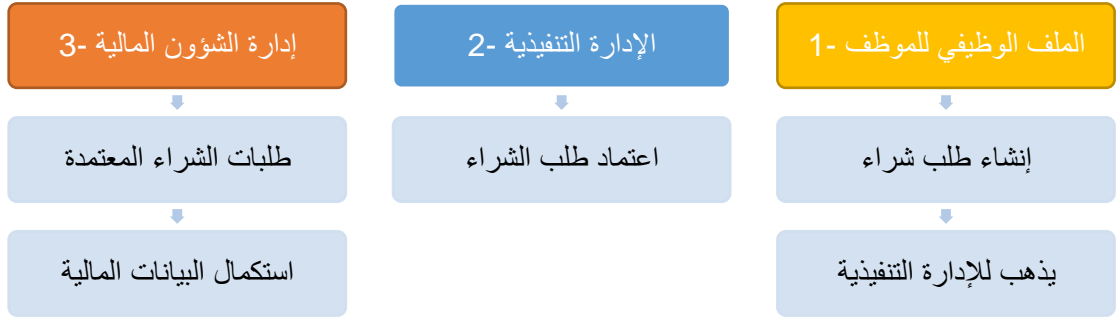 الملف الوظيفي للموظف -1
إنشاء طلب شراء
يذهب للإدارة التنفيذية
الإدارة التنفيذية -2
اعتماد طلب الشراء
إدارة الشؤون المالية -3
طلبات الشراء المعتمدة
استكمال البيانات المالية